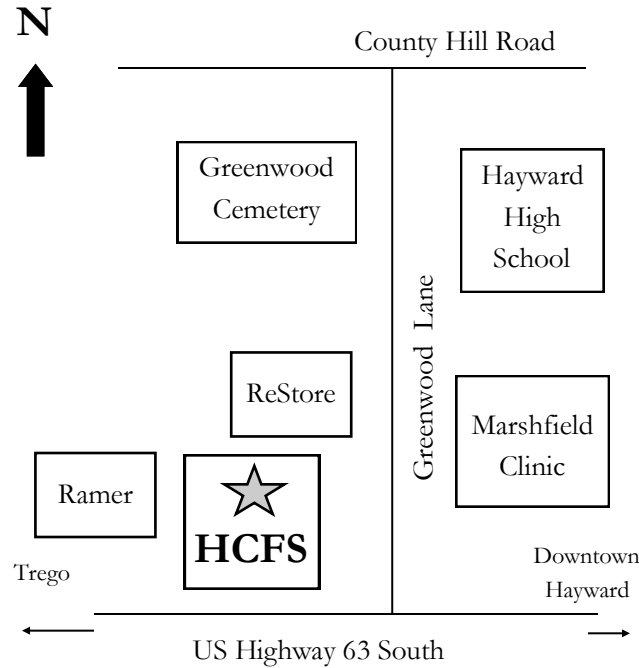 N
County Hill Road
Greenwood
Cemetery
Hayward
High
School
Greenwood Lane
ReStore
Marshfield
Clinic
Ramer
HCFS
Trego
Downtown
Hayward
US Highway 63 South